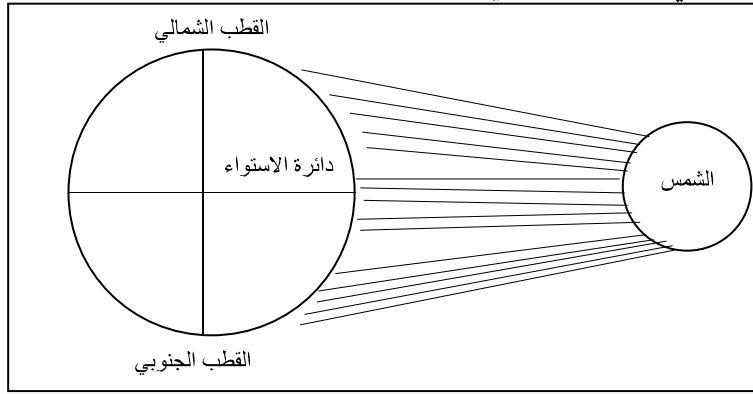 القطب الشمالي
دائرة الاستواء
الشمس
القطب الجنوبي